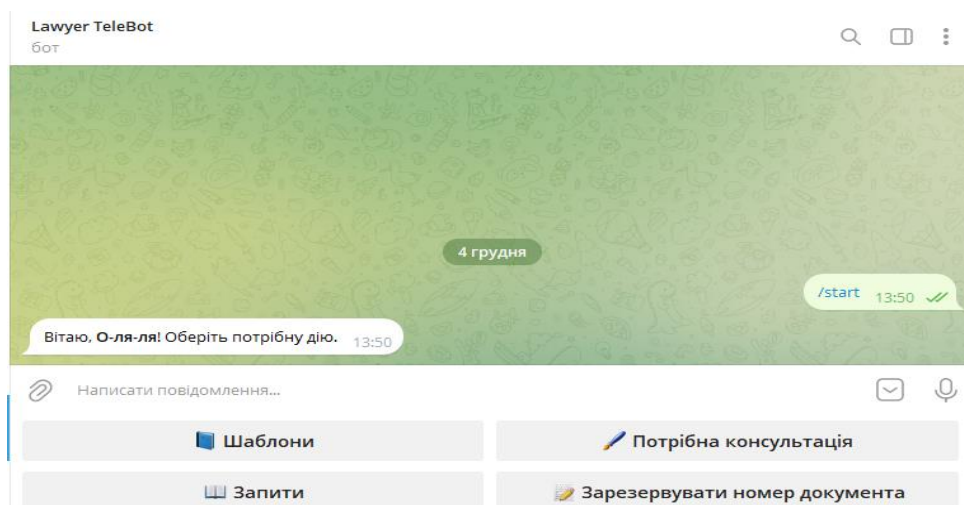 Lawyer TeleBot
бот
4 грудня
/start 13:50
Вітаю, О-ля-ля! Оберіть потрібну дію. 13:50
Написати повідомлення...
Шаблони
Потрібна консультація
Запити
Зарезервувати номер документа